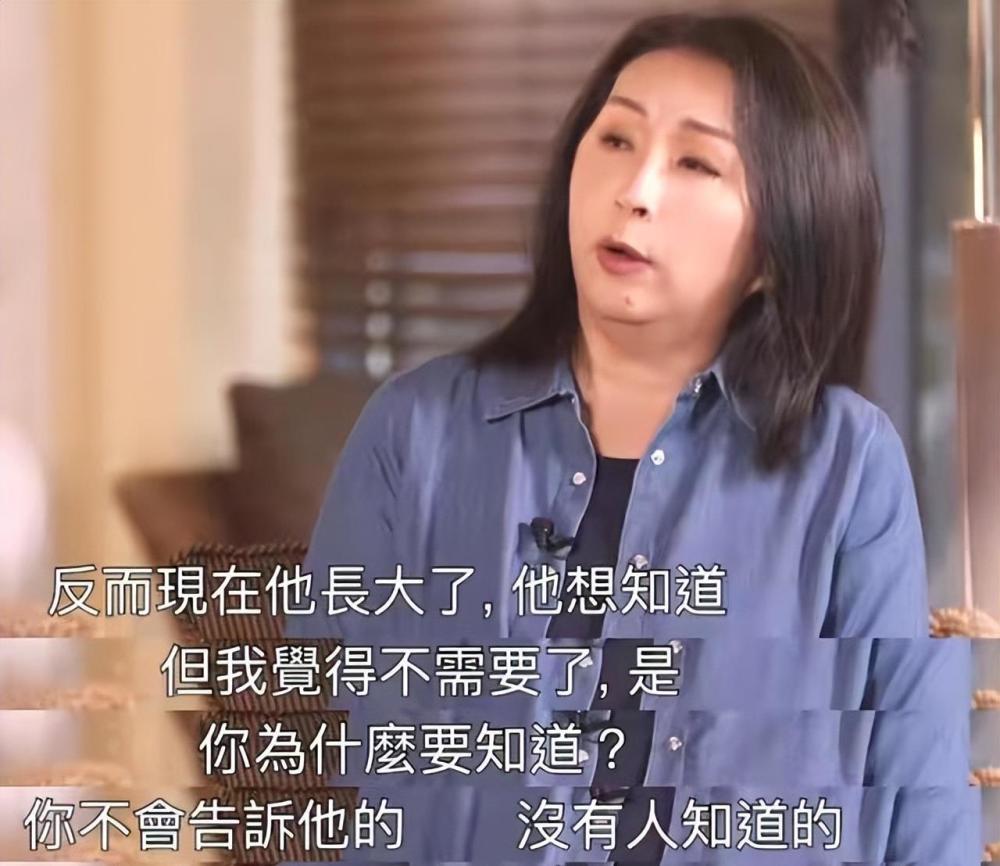 反而現在他長大了, 他想知道
但我覺得不需要了, 是
你為什麼要知道？
你不會告訴他的 沒有人知道的